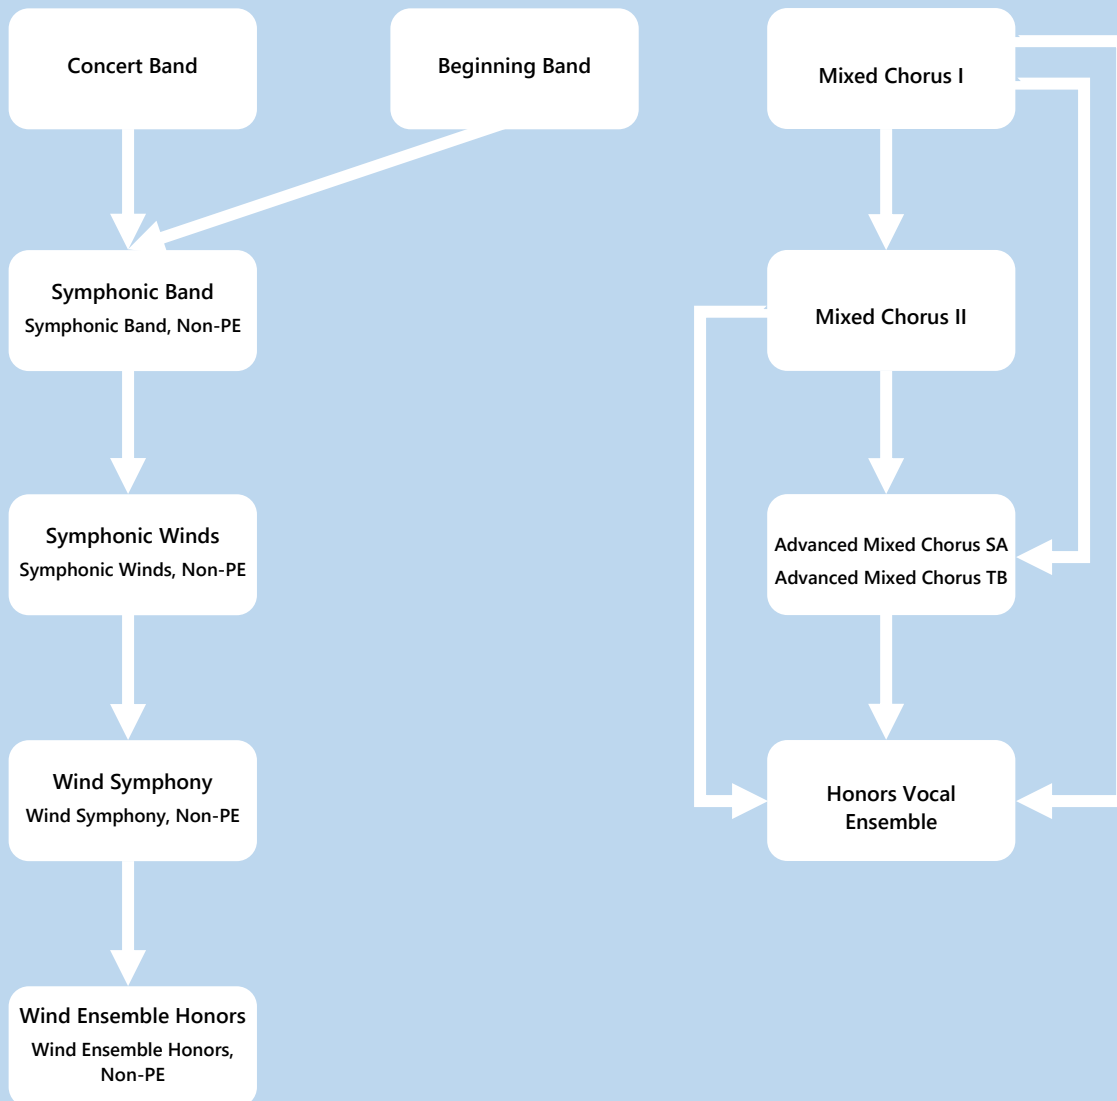 Concert Band
Beginning Band
Mixed Chorus I
Symphonic Band
Symphonic Band, Non-PE
Mixed Chorus II
Symphonic Winds
Symphonic Winds, Non-PE
Advanced Mixed Chorus SA
Advanced Mixed Chorus TB
Wind Symphony
Wind Symphony, Non-PE
Honors Vocal
Ensemble
Wind Ensemble Honors
Wind Ensemble Honors,
Non-PE